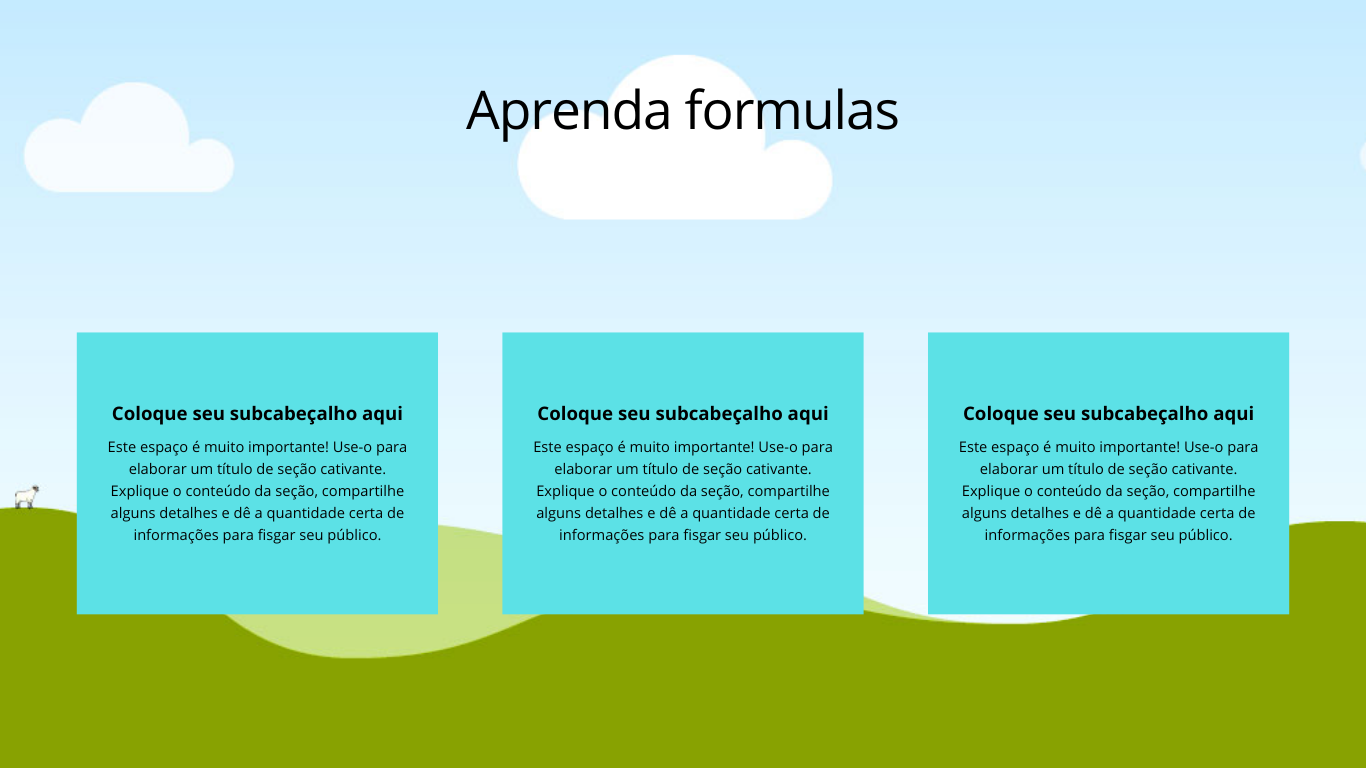 Aprenda formulas
Coloque seu subcabeçalho aqui
Este espaço é muito importante! Use-o para
elaborar um título de seção cativante.
Explique o conteúdo da seção, compartilhe
alguns detalhes e dê a quantidade certa de
informações para fisgar seu público.
Coloque seu subcabeçalho aqui
Este espaço é muito importante! Use-o para
elaborar um título de seção cativante.
Explique o conteúdo da seção, compartilhe
alguns detalhes e dê a quantidade certa de
informações para fisgar seu público.
Coloque seu subcabeçalho aqui
Este espaço é muito importante! Use-o para
elaborar um título de seção cativante.
Explique o conteúdo da seção, compartilhe
alguns detalhes e dê a quantidade certa de
informações para fisgar seu público.